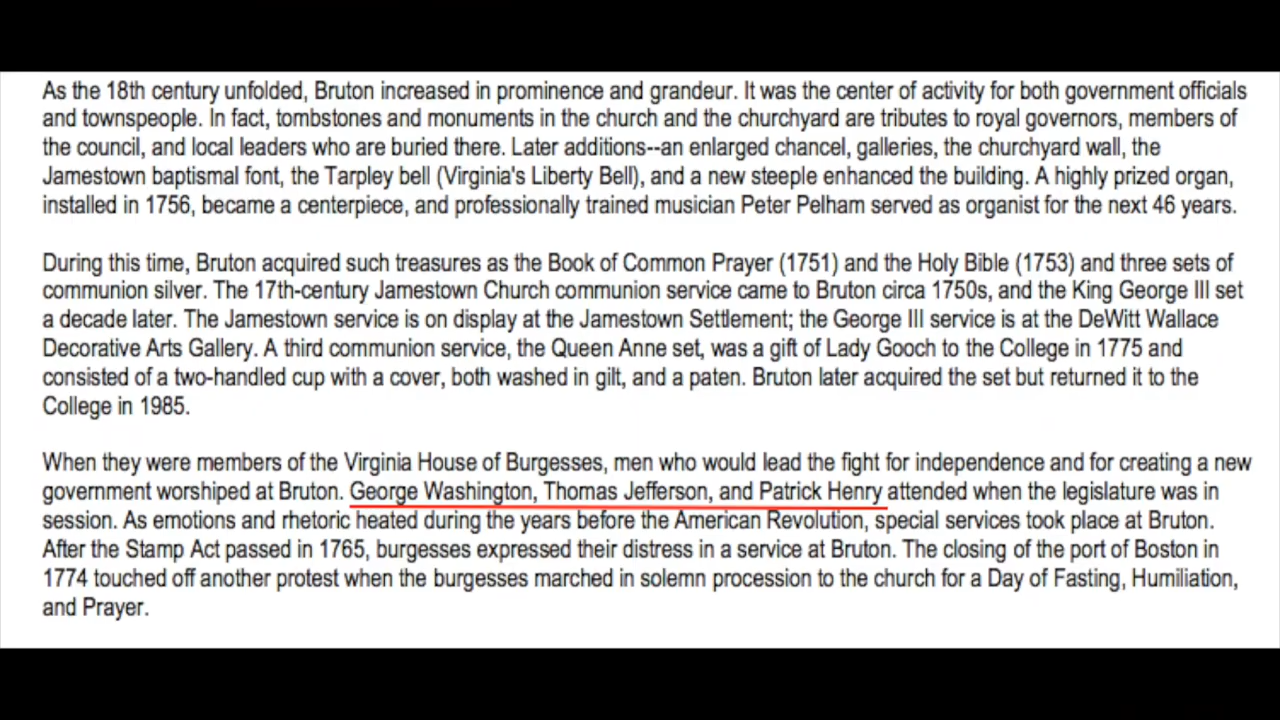 As the 18th century unfolded, Bruton increased in prominence and grandeur. It was the center of activity for both government officials
and townspeople. In fact, tombstones and monuments in the church and the churchyard are tributes to royal governors, members of
the council, and local leaders who are buried there. Later additions--an enlarged chancel, galleries, the churchyard wall, the
Jamestown baptismal font, the Tarpley bell (Virginia's Liberty Bell), and a new steeple enhanced the building. A highly prized organ,
installed in 1756, became a centerpiece, and professionally trained musician Peter Pelham served as organist for the next 46 years.
During this time, Bruton acquired such treasures as the Book of Common Prayer (1751) and the Holy Bible (1753) and three sets of
communion silver. The 17th-century Jamestown Church communion service came to Bruton circa 1750s, and the King George III set
a decade later. The Jamestown service is on display at the Jamestown Settlement; the George III service is at the DeWitt Wallace
Decorative Arts Gallery. A third communion service, the Queen Anne set, was a gift of Lady Gooch to the College in 1775 and
consisted of a two-handled cup with a cover, both washed in gilt, and a paten. Bruton later acquired the set but returned it to the
College in 1985.
When they were members of the Virginia House of Burgesses, men who would lead the fight for independence and for creating a new
government worshiped at Bruton. George Washington, Thomas Jefferson, and Patrick Henry attended when the legislature was in
session. As emotions and rhetoric heated during the years before the American Revolution, special services took place at Bruton.
After the Stamp Act passed in 1765, burgesses expressed their distress in a service at Bruton. The closing of the port of Boston in
1774 touched off another protest when the burgesses marched in solemn procession to the church for a Day of Fasting, Humiliation,
and Prayer.